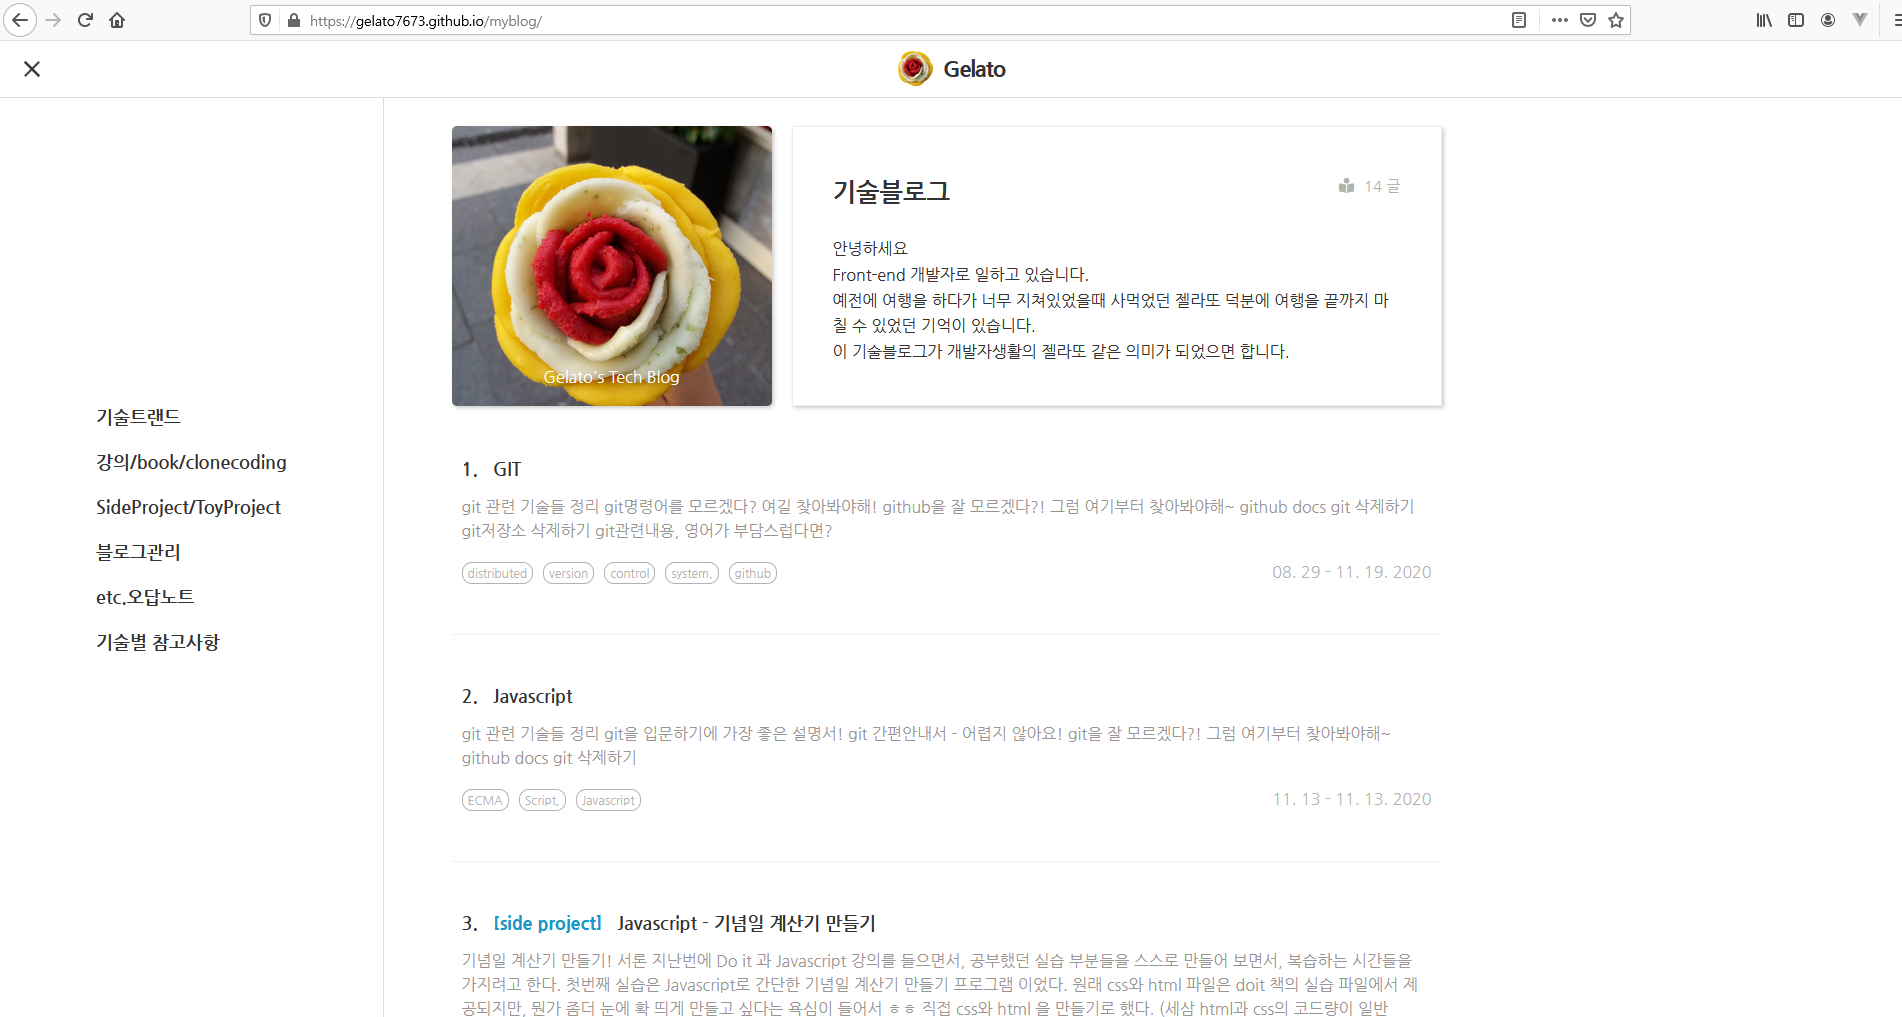 https://gelato7673.github.io/myblog/
Gelato
기술트랜드
강의/book/clonecoding
SideProject/ToyProject
블로그관리
etc.오답노트
기술별 참고사항
Gelato's Tech Blog
기술블로그
14 글
안녕하세요
Front-end 개발자로 일하고 있습니다.
예전에 여행을 하다가 너무 지쳐있었을때 사먹었던 젤라또 덕분에 여행을 끝까지 마
칠 수 있었던 기억이 있습니다.
이 기술블로그가 개발자생활의 젤라또 같은 의미가 되었으면 합니다.
1. GIT
git 관련 기술들 정리 git명령어를 모르겠다? 여길 찾아봐야해! github을 잘 모르겠다?! 그럼 여기부터 찾아봐야해~ github docs git 삭제하기
git저장소 삭제하기 git관련내용, 영어가 부담스럽다면?
distributed version control system, github
08. 29 - 11. 19. 2020
2. Javascript
git 관련 기술들 정리 git을 입문하기에 가장 좋은 설명서! git 간편안내서 - 어렵지 않아요! git을 잘 모르겠다?! 그럼 여기부터 찾아봐야해~
github docs git 삭제하기
ECMA Script, Javascript
11. 13 - 11. 13. 2020
3. [side project] Javascript - 기념일 계산기 만들기
기념일 계산기 만들기! 서론 지난번에 Do it 과 Javascript 강의를 들으면서, 공부했던 실습 부분들을 스스로 만들어 보면서, 복습하는 시간들을
가지려고 한다. 첫번째 실습은 Javascript로 간단한 기념일 계산기 만들기 프로그램 이었다. 원래 css와 html 파일은 doit 책의 실습 파일에서 제
공되지만, 뭔가 좀더 눈에 확 띄게 만들고 싶다는 욕심이 들어서 ㅎㅎ 직접 css와 html 을 만들기로 했다. (세삼 html과 css의 코드량이 일반